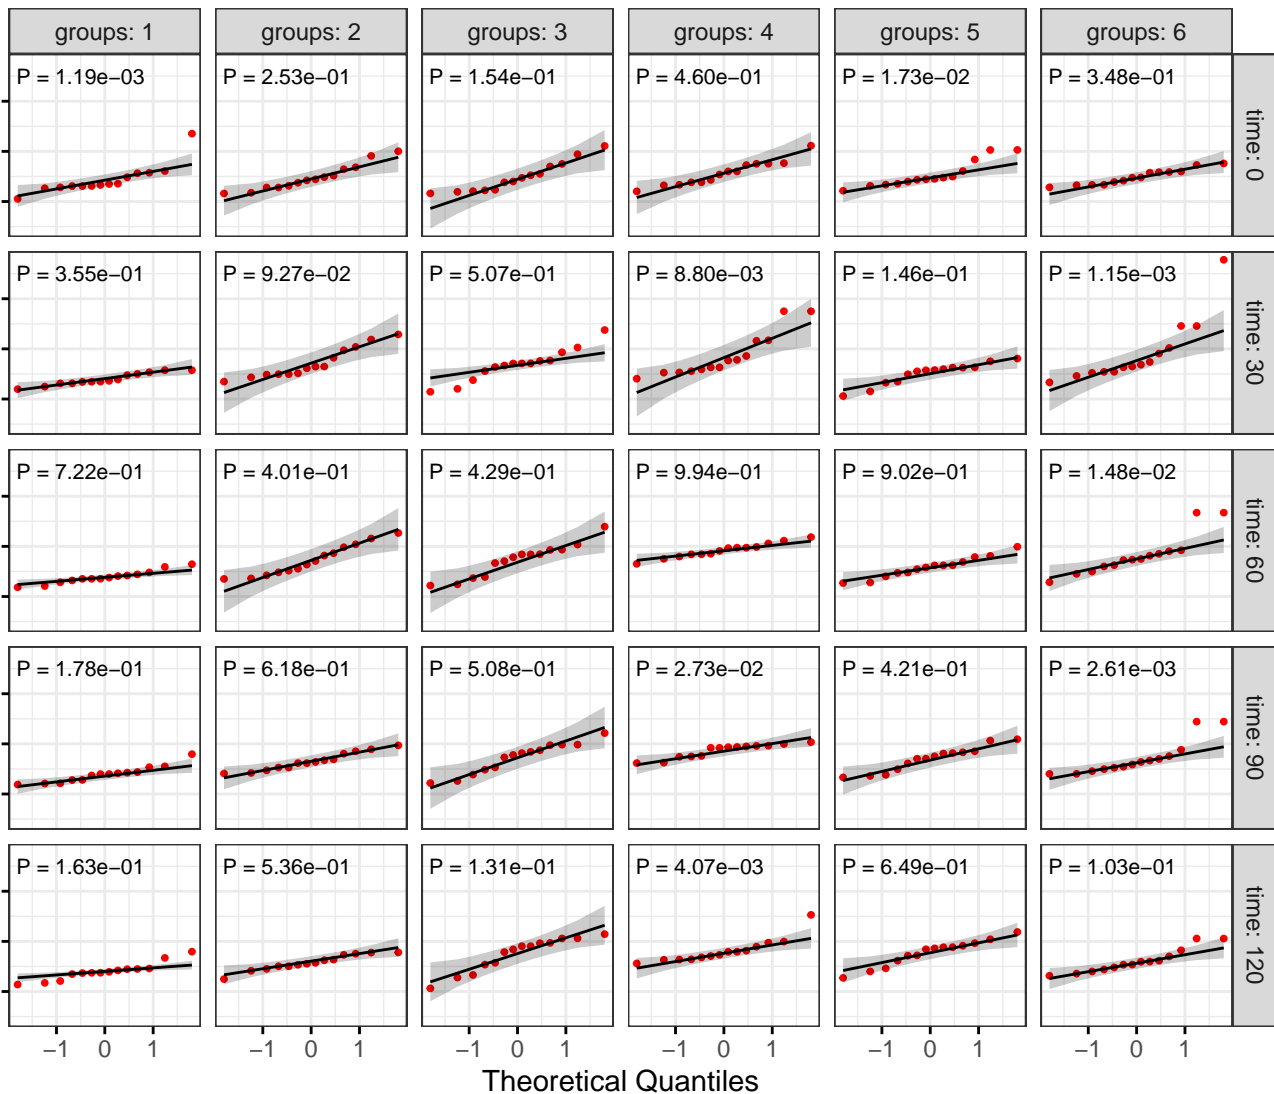 groups: 1 groups: 2 groups: 3 groups: 4 groups: 5 groups: 6
P = 1.19e−03 P = 2.53e−01 P = 1.54e−01 P = 4.60e−01 P = 1.73e−02 P = 3.48e−01 time: 0
P = 3.55e−01 P = 9.27e−02 P = 5.07e−01 P = 8.80e−03 P = 1.46e−01 P = 1.15e−03 time: 30
P = 7.22e−01 P = 4.01e−01 P = 4.29e−01 P = 9.94e−01 P = 9.02e−01 P = 1.48e−02 time: 60
P = 1.78e−01 P = 6.18e−01 P = 5.08e−01 P = 2.73e−02 P = 4.21e−01 P = 2.61e−03 time: 90
P = 1.63e−01 P = 5.36e−01 P = 1.31e−01 P = 4.07e−03 P = 6.49e−01 P = 1.03e−01 time: 120
−1 0 1 −1 0 1 −1 0 1 −1 0 1 −1 0 1 −1 0 1
Theoretical Quantiles